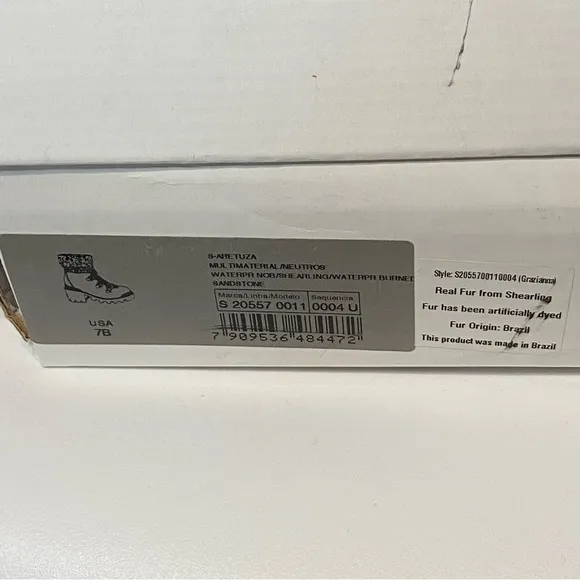 S-ARETUZA
MULTIMATERIAL/NEUTROS
WATERPR NOB/SHEARLING/WATERPR BURNED
SANDSTONE
Marca/Linha/Modelo Sequencia
S 20557 0011 0004 U
7 909536 484472
USA
7B
Style: S2055700110004 (Grazianna)
Real Fur from Shearling
Fur has been artificially dyed
Fur Origin: Brazil
This product was made in Brazil